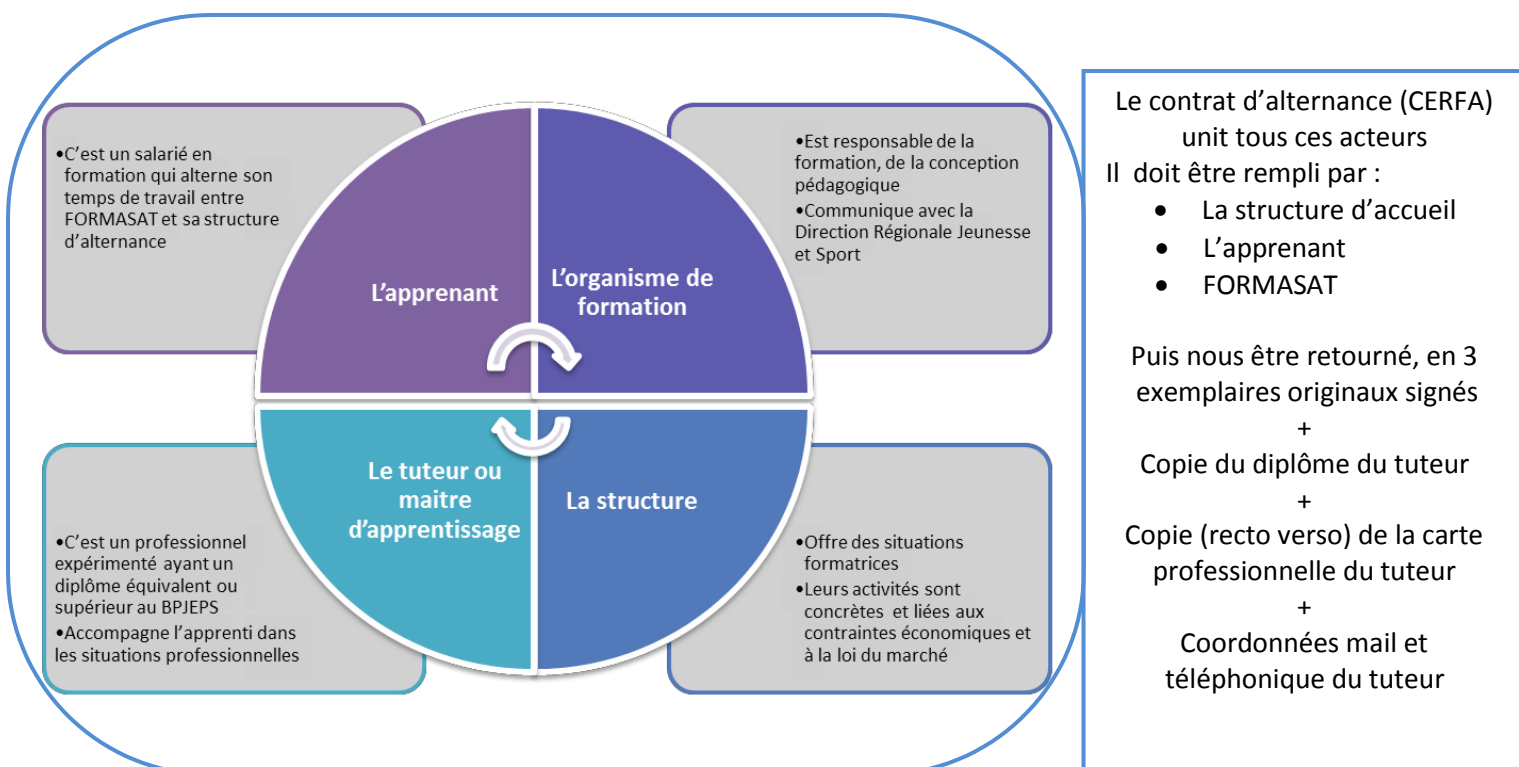 •C'est un salarié en
formation qui alterne son
temps de travail entre
FORMASAT et sa structure
d'alternance
L'apprenant
•Est responsable de la
formation, de la conception
pédagogique
•Communique avec la
Direction Régionale Jeunesse
et Sport
L'organisme de
formation
•C'est un professionnel
expérimenté ayant un
diplôme équivalent ou
supérieur au BPJEPS
•Accompagne l'apprenti dans
les situations professionnelles
Le tuteur ou
maitre
d'apprentissage
La structure
•Offre des situations
formatrices
•Leurs activités sont
concrètes et liées aux
contraintes économiques et
à la loi du marché
Le contrat d'alternance (CERFA)
unit tous ces acteurs
Il doit être rempli par :
• La structure d'accueil
• L'apprenant
• FORMASAT
Puis nous être retourné, en 3
exemplaires originaux signés
+
Copie du diplôme du tuteur
+
Copie (recto verso) de la carte
professionnelle du tuteur
+
Coordonnées mail et
téléphonique du tuteur